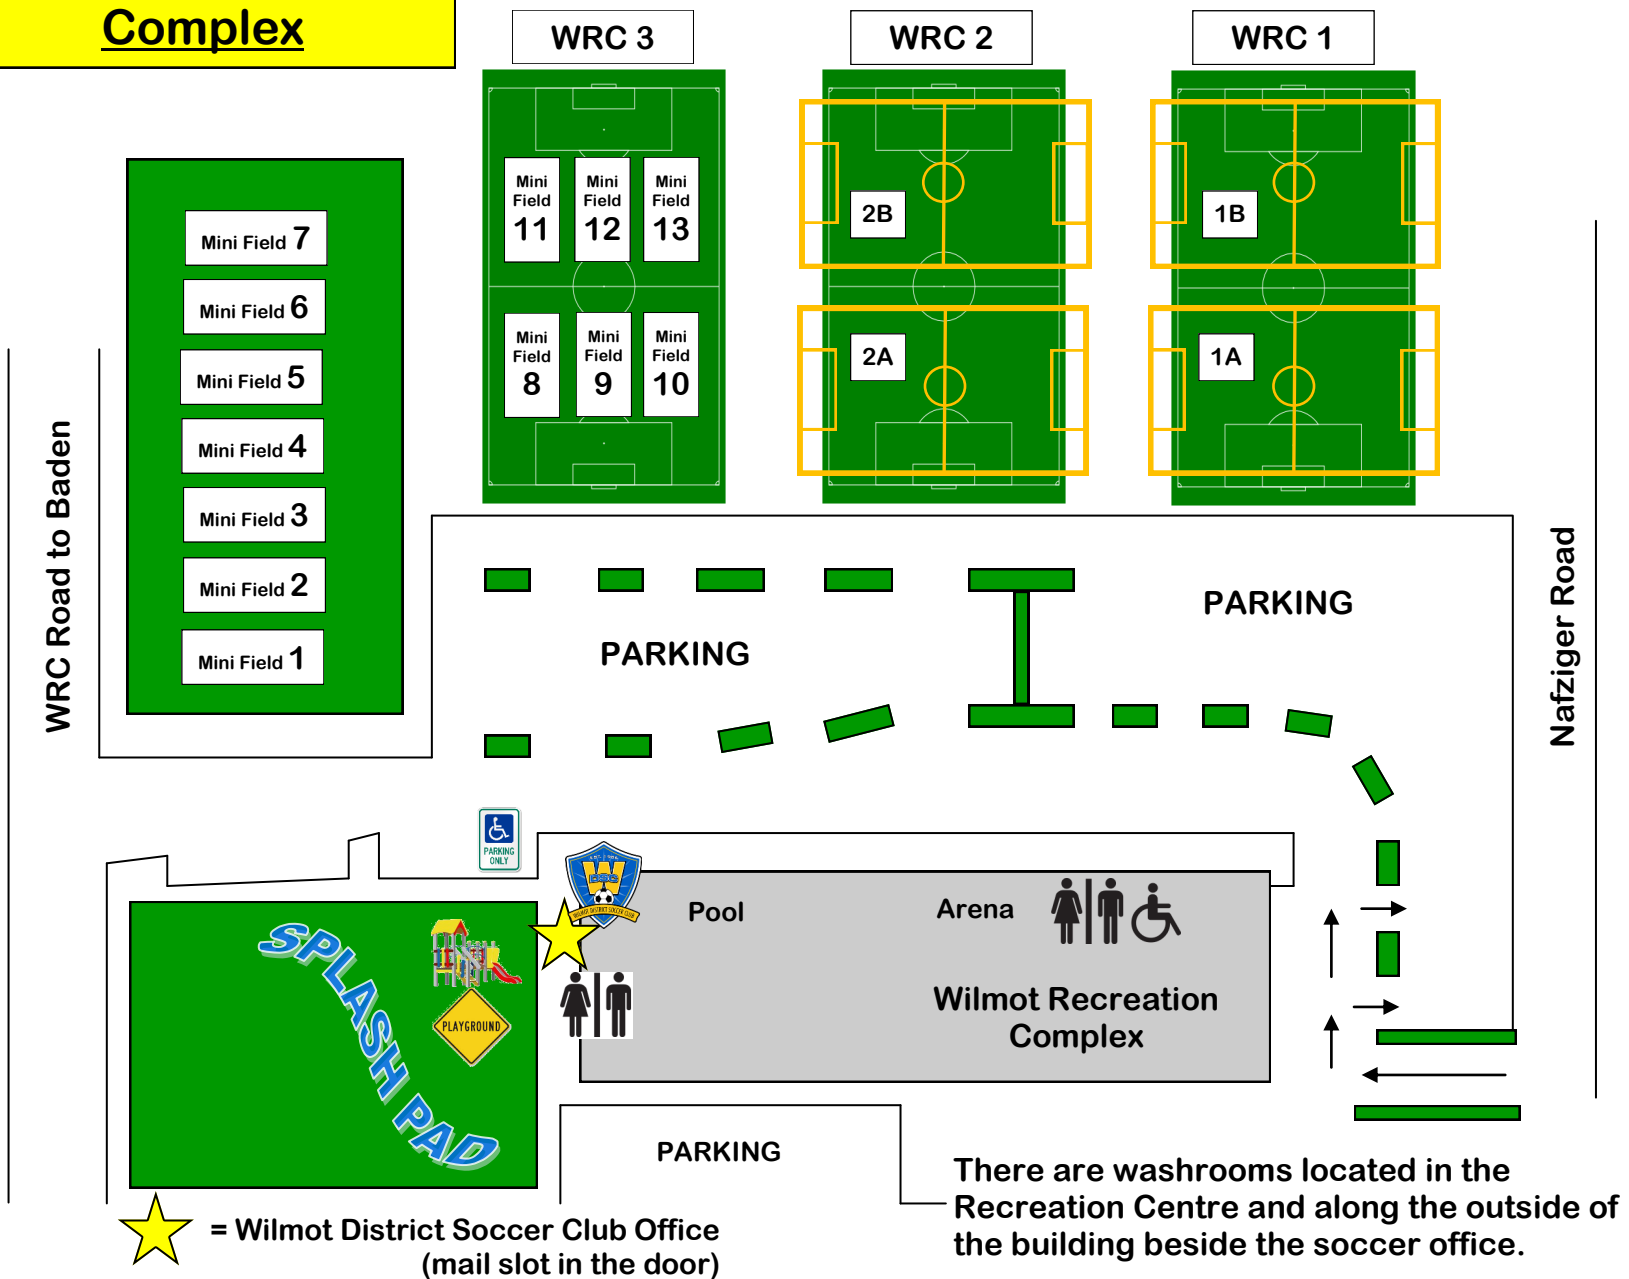 Complex
WRC 3
WRC 2
WRC 1
Mini
Field
11
Mini
Field
12
Mini
Field
13
2B
1B
Mini Field 7
Mini Field 6
Mini
Field
8
Mini
Field
9
Mini
Field
10
2A
1A
Mini Field 5
Mini Field 4
Mini Field 3
Mini Field 2
Mini Field 1
WRC Road to Baden
Nafziger Road
PARKING
PARKING
PARKING
ONLY
W
WILMOT DISTRICT SOCCER CLUB
Pool
Arena
SPLASH PAD
PLAYGROUND
Wilmot Recreation
Complex
PARKING
There are washrooms located in the
Recreation Centre and along the outside of
the building beside the soccer office.
= Wilmot District Soccer Club Office
(mail slot in the door)